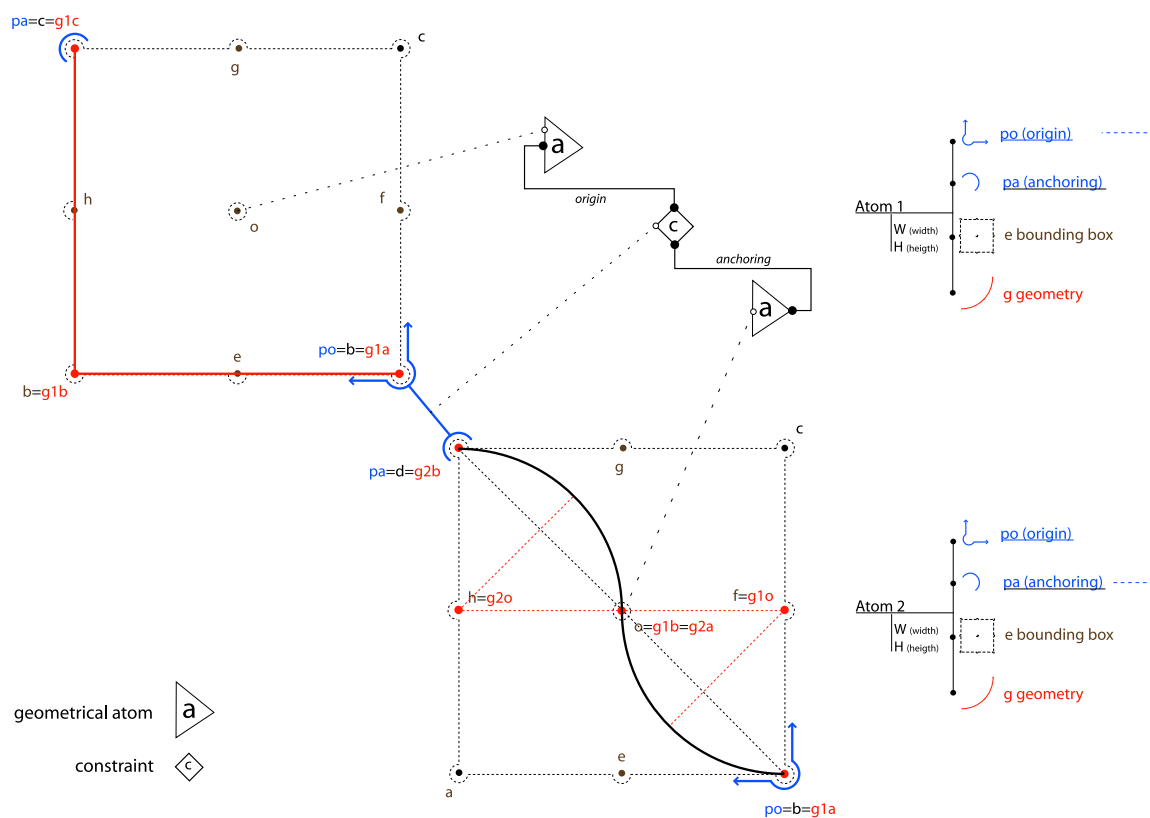 pa=c=g1c
c
g
a
po (origin)
pa (anchoring)
h
f
origin
Atom 1
o
c
W (width)
e bounding box
H (heigth)
anchoring
g geometry
a
po=b=g1a
e
b=g1b
c
pa=d=g2b
g
po (origin)
pa (anchoring)
h=g2o
f=g1o
Atom 2
o=g1b=g2a
W (width)
e bounding box
H (heigth)
g geometry
geometrical atom
a
constraint
c
e
a
po=b=g1a